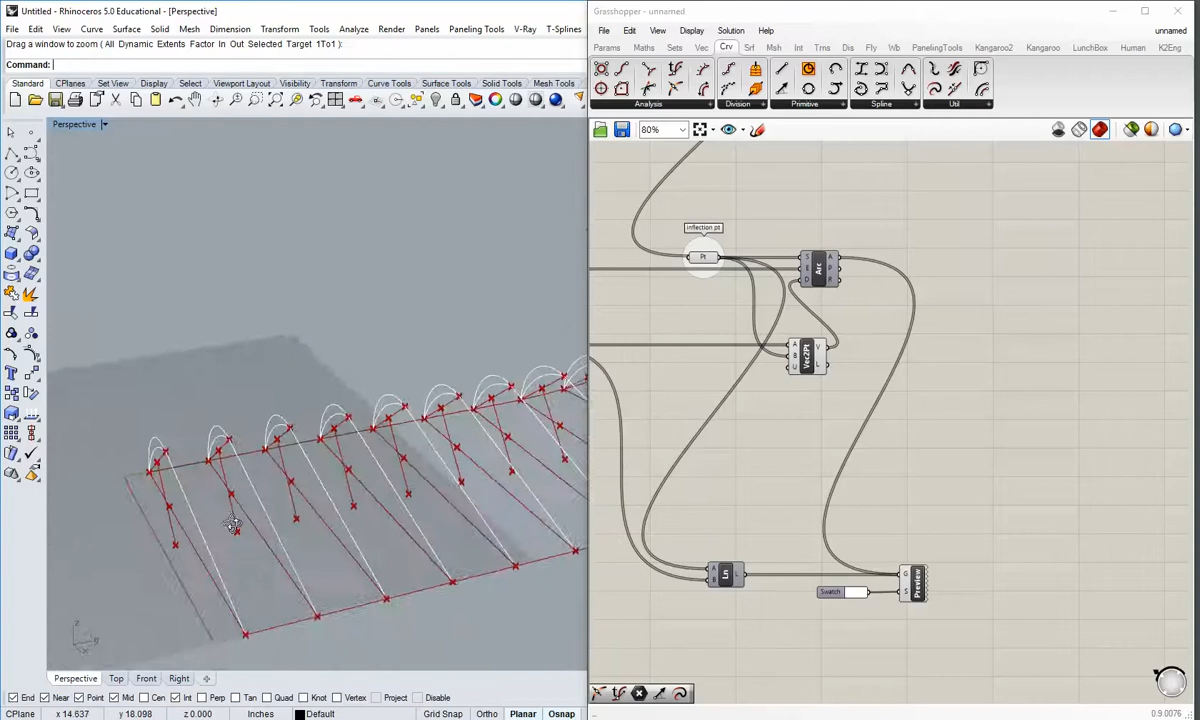 Untitled - Rhinoceros 5.0 Educational - [Perspective]
File Edit View Curve Surface Solid Mesh Dimension Transform Tools Analyze Render Panels V-Ray T-Splines
Drag a window to zoom ( All Dynamic Extents Factor In Out Selected Target 1To1 ):
Command:
Standard CPlanes Set View Display Select Viewport Layout Visibility Transform Curve Tools Surface Tools Solid Tools Mesh Tools
Perspective
z
Perspective Top Front Right
End Near Point Mid Cen Int Perp Tan Quad Knot Vertex Project Disable
CPlane x 14.637 y 18.098 z 0.000 Inches Default Grid Snap Ortho Planar Osnap
Grasshopper - unnamed
File Edit View Display Solution Help unnamed
Params Maths Sets Vec Crv Srf Msh Int Trns Dis Fly Wb PanelingTools Kangaroo2 Kangaroo LunchBox Human K2Eng
Analysis Division Primitive Spline Util
80%
inflection pt
Pt
S E D Arc A P R
A B U Vec2Pt V L
A B Ln L
Swatch
G S Preview
0.9.0076